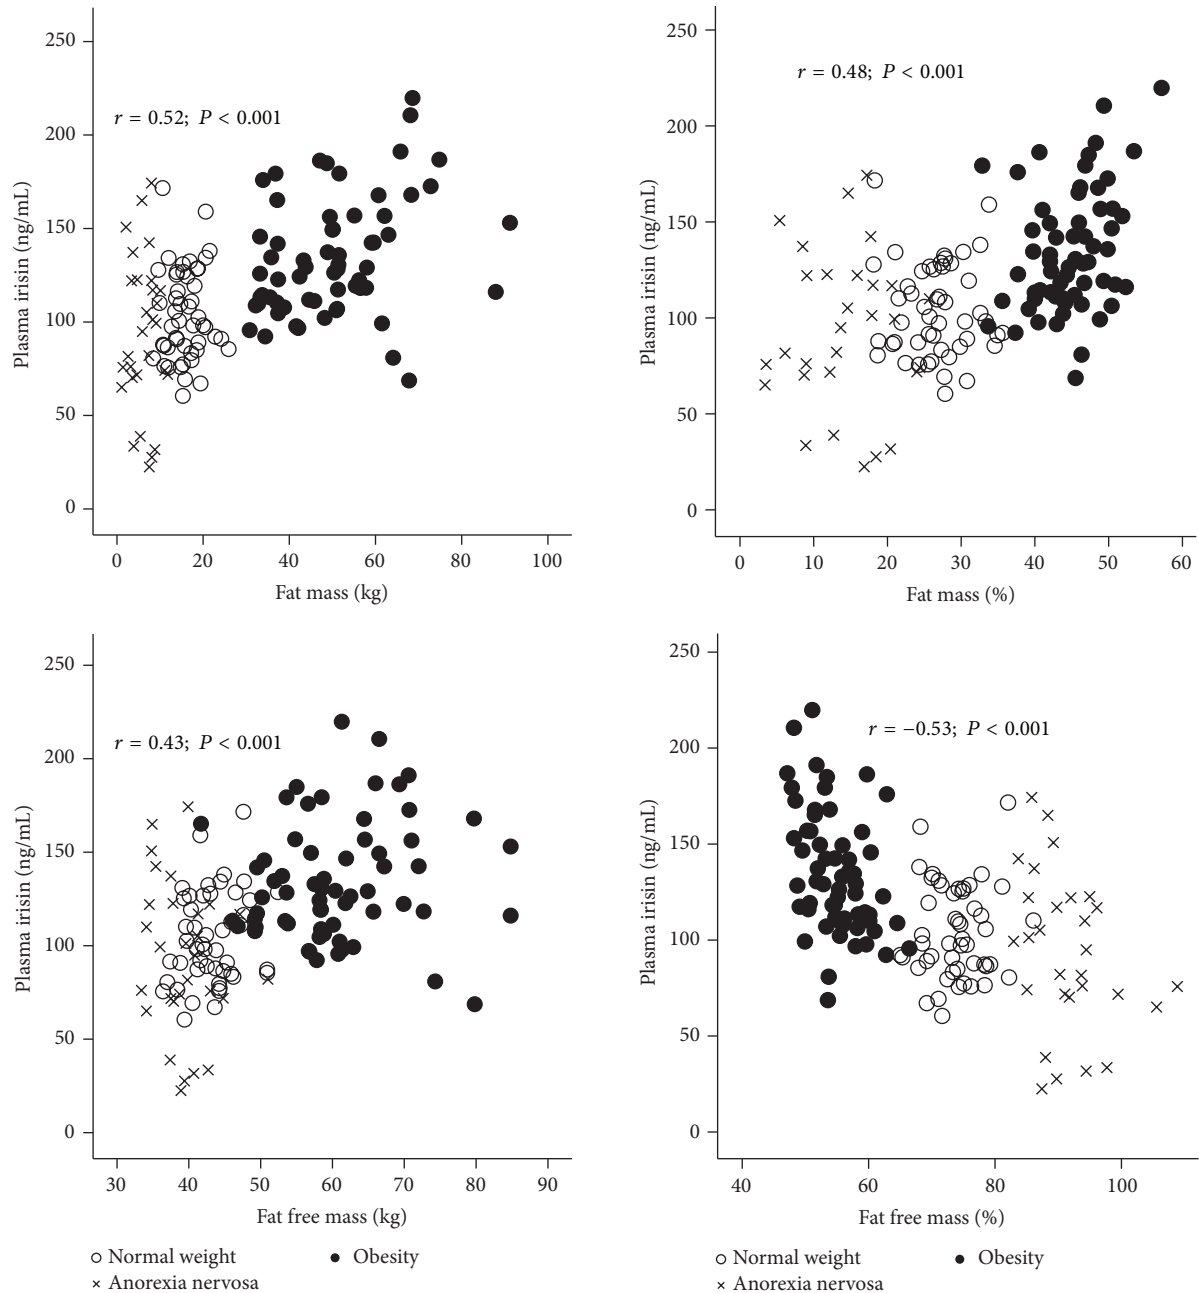 250
200
150
100
50
0
Plasma irisin (ng/mL)
r = 0.52; P < 0.001
0 20 40 60 80 100
Fat mass (kg)
250
200
150
100
50
0
Plasma irisin (ng/mL)
r = 0.48; P < 0.001
0 10 20 30 40 50 60
Fat mass (%)
250
200
150
100
50
0
Plasma irisin (ng/mL)
r = 0.43; P < 0.001
30 40 50 60 70 80 90
Fat free mass (kg)
Normal weight Obesity
Anorexia nervosa
250
200
150
100
50
0
Plasma irisin (ng/mL)
r = −0.53; P < 0.001
40 60 80 100
Fat free mass (%)
Normal weight Obesity
Anorexia nervosa